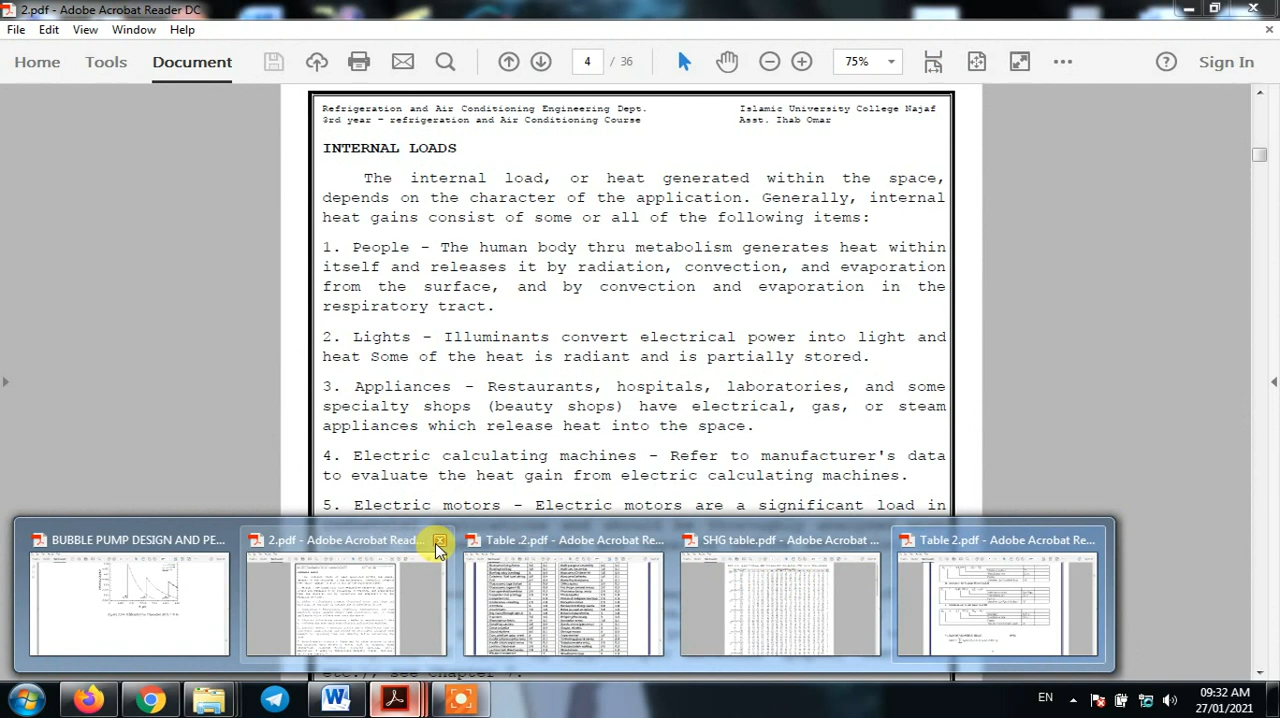 2.pdf - Adobe Acrobat Reader DC
File Edit View Window Help
Home Tools Document 4 / 36 75% Sign In
Refrigeration and Air Conditioning Engineering Dept. Islamic University College Najaf
3rd year - refrigeration and Air Conditioning Course Asst. Ihab Omar
INTERNAL LOADS
The internal load, or heat generated within the space,
depends on the character of the application. Generally, internal
heat gains consist of some or all of the following items:
1. People - The human body thru metabolism generates heat within
itself and releases it by radiation, convection, and evaporation
from the surface, and by convection and evaporation in the
respiratory tract.
2. Lights - Illuminants convert electrical power into light and
heat Some of the heat is radiant and is partially stored.
3. Appliances - Restaurants, hospitals, laboratories, and some
specialty shops (beauty shops) have electrical, gas, or steam
appliances which release heat into the space.
4. Electric calculating machines - Refer to manufacturer's data
to evaluate the heat gain from electric calculating machines.
5. Electric motors - Electric motors are a significant load in
BUBBLE PUMP DESIGN AND PE...
2.pdf - Adobe Acrobat Read...
Table .2.pdf - Adobe Acrobat Re...
SHG table.pdf - Adobe Acrobat ...
Table 2.pdf - Adobe Acrobat Re...
EN
09:32 AM
27/01/2021